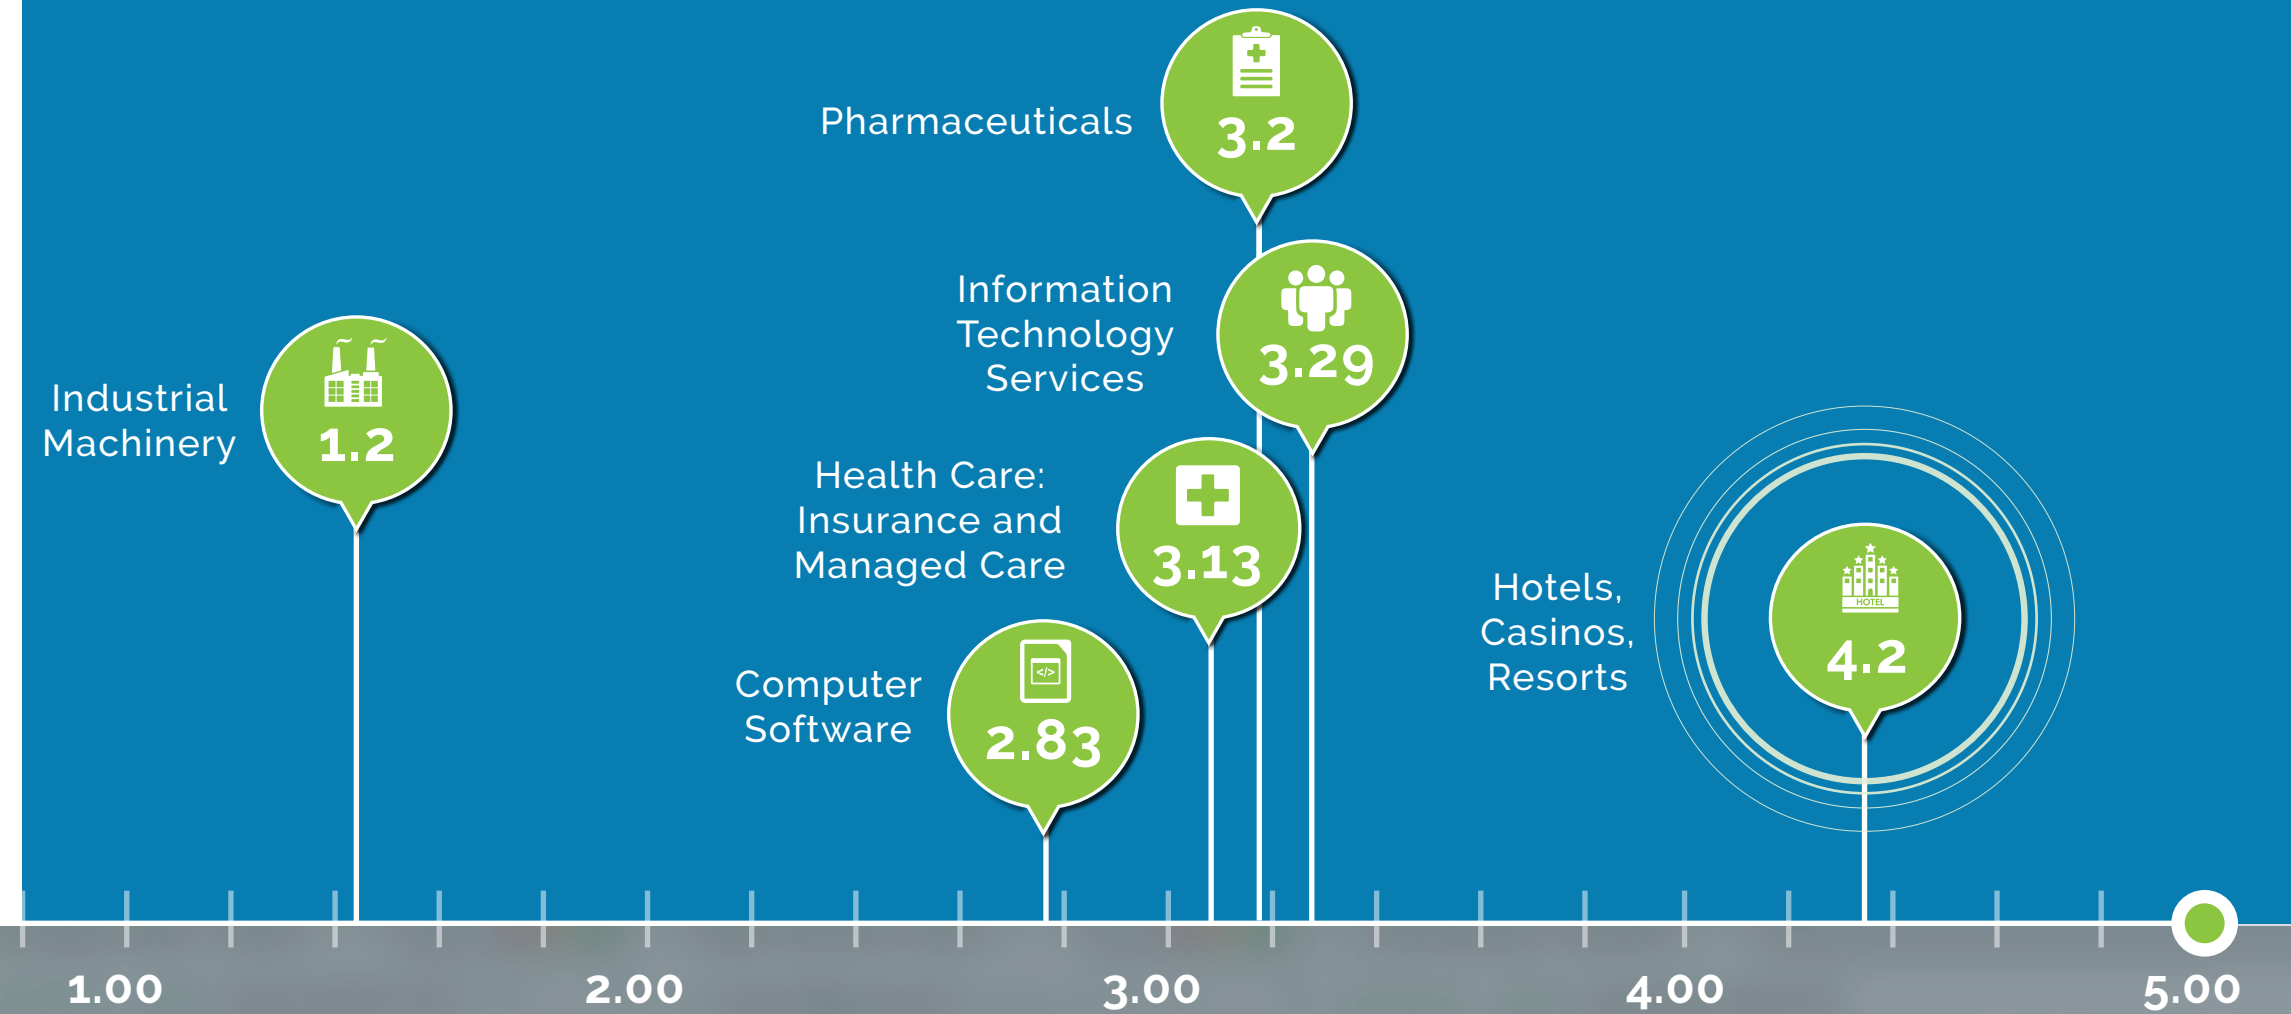 Pharmaceuticals
3.2
Information
Technology
Services
3.29
Industrial
Machinery
1.2
Health Care:
Insurance and
Managed Care
3.13
Hotels,
Casinos,
Resorts
HOTEL
4.2
Computer
Software
</>
2.83
1.00
2.00
3.00
4.00
5.00